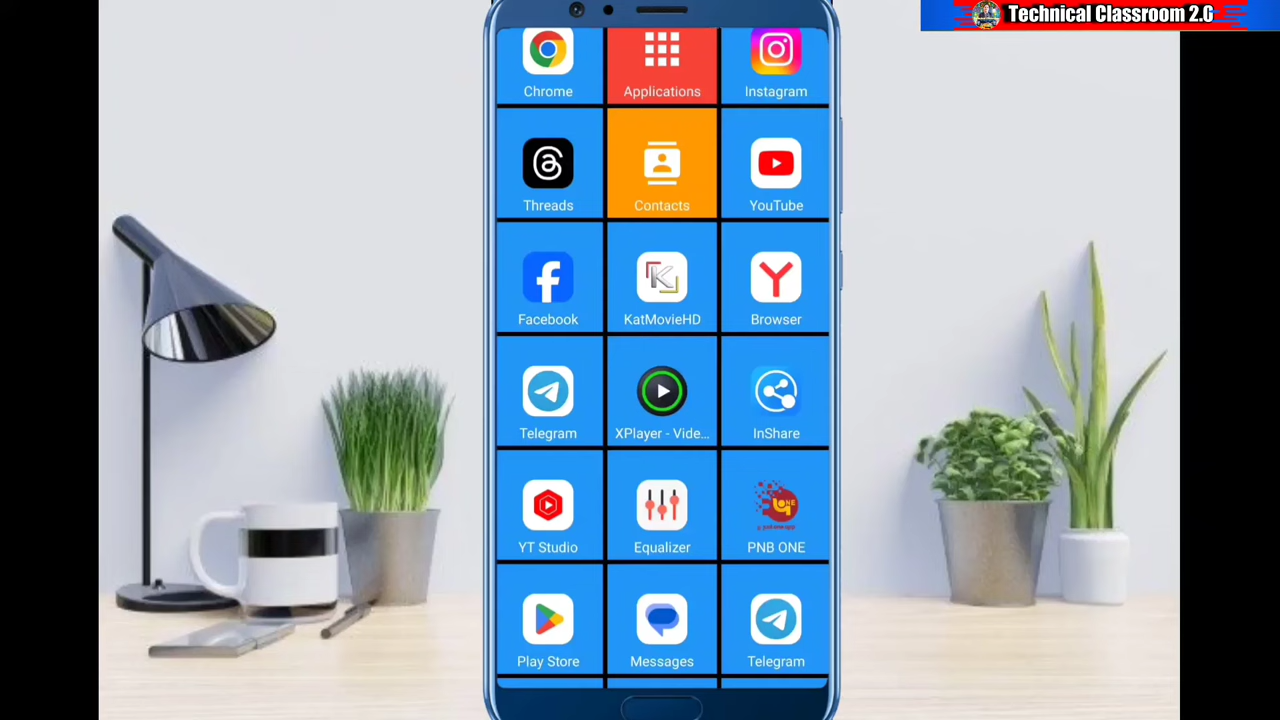 Technical Classroom 2.G
Chrome
Applications
Instagram
Threads
Contacts
YouTube
Facebook
KatMovieHD
Browser
Telegram
XPlayer - Vide...
InShare
YT Studio
Equalizer
ONE
PNB ONE
Play Store
Messages
Telegram